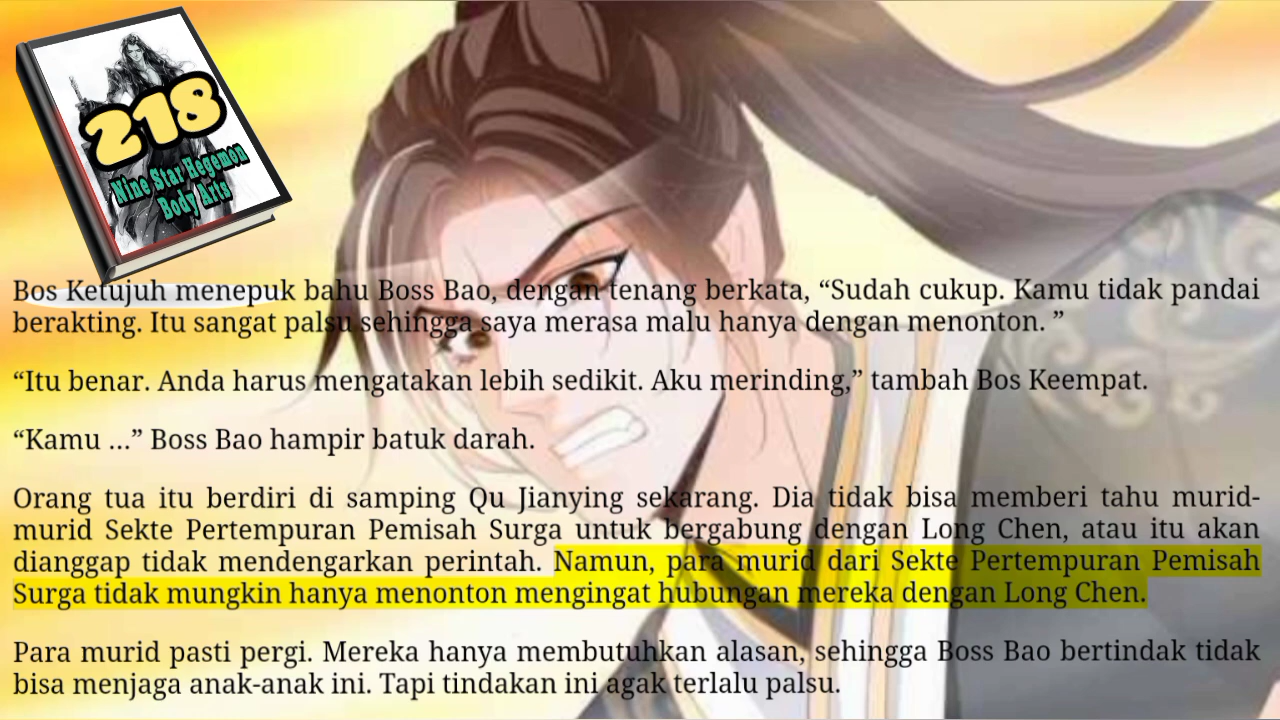 218
Nine Star Hegemon
Body Arts
Bos Ketujuh menepuk bahu Boss Bao, dengan tenang berkata, “Sudah cukup. Kamu tidak pandai
berakting. Itu sangat palsu sehingga saya merasa malu hanya dengan menonton. ”
“Itu benar. Anda harus mengatakan lebih sedikit. Aku merinding,” tambah Bos Keempat.
“Kamu ...” Boss Bao hampir batuk darah.
Orang tua itu berdiri di samping Qu Jianying sekarang. Dia tidak bisa memberi tahu murid-
murid Sekte Pertempuran Pemisah Surga untuk bergabung dengan Long Chen, atau itu akan
dianggap tidak mendengarkan perintah. Namun, para murid dari Sekte Pertempuran Pemisah
Surga tidak mungkin hanya menonton mengingat hubungan mereka dengan Long Chen.
Para murid pasti pergi. Mereka hanya membutuhkan alasan, sehingga Boss Bao bertindak tidak
bisa menjaga anak-anak ini. Tapi tindakan ini agak terlalu palsu.